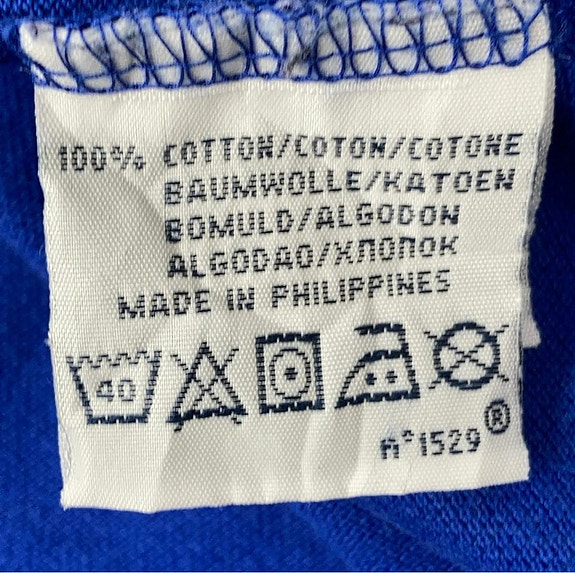 100% COTTON/COTON/COTONE
BAUMWOLLE/KATOEN
BOMULD/ALGODON
ALGODAO/ХЛОПОК
MADE IN PHILIPPINES
40
n°1529®